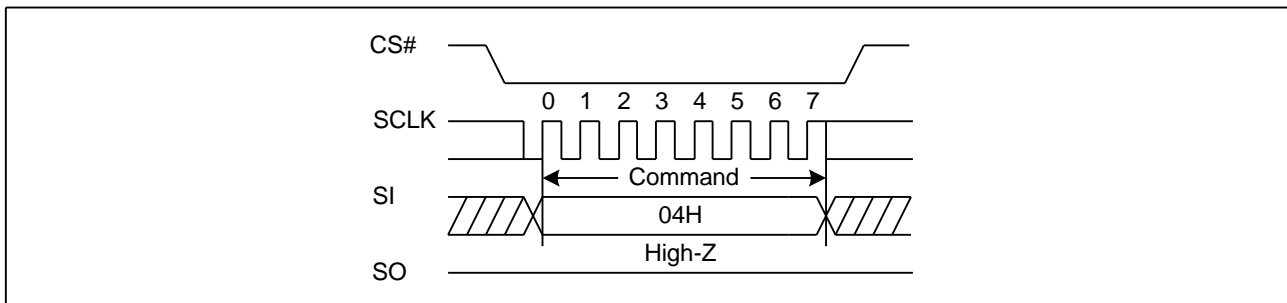 CS#
0 1 2 3 4 5 6 7
SCLK
Command
SI
04H
High-Z
SO